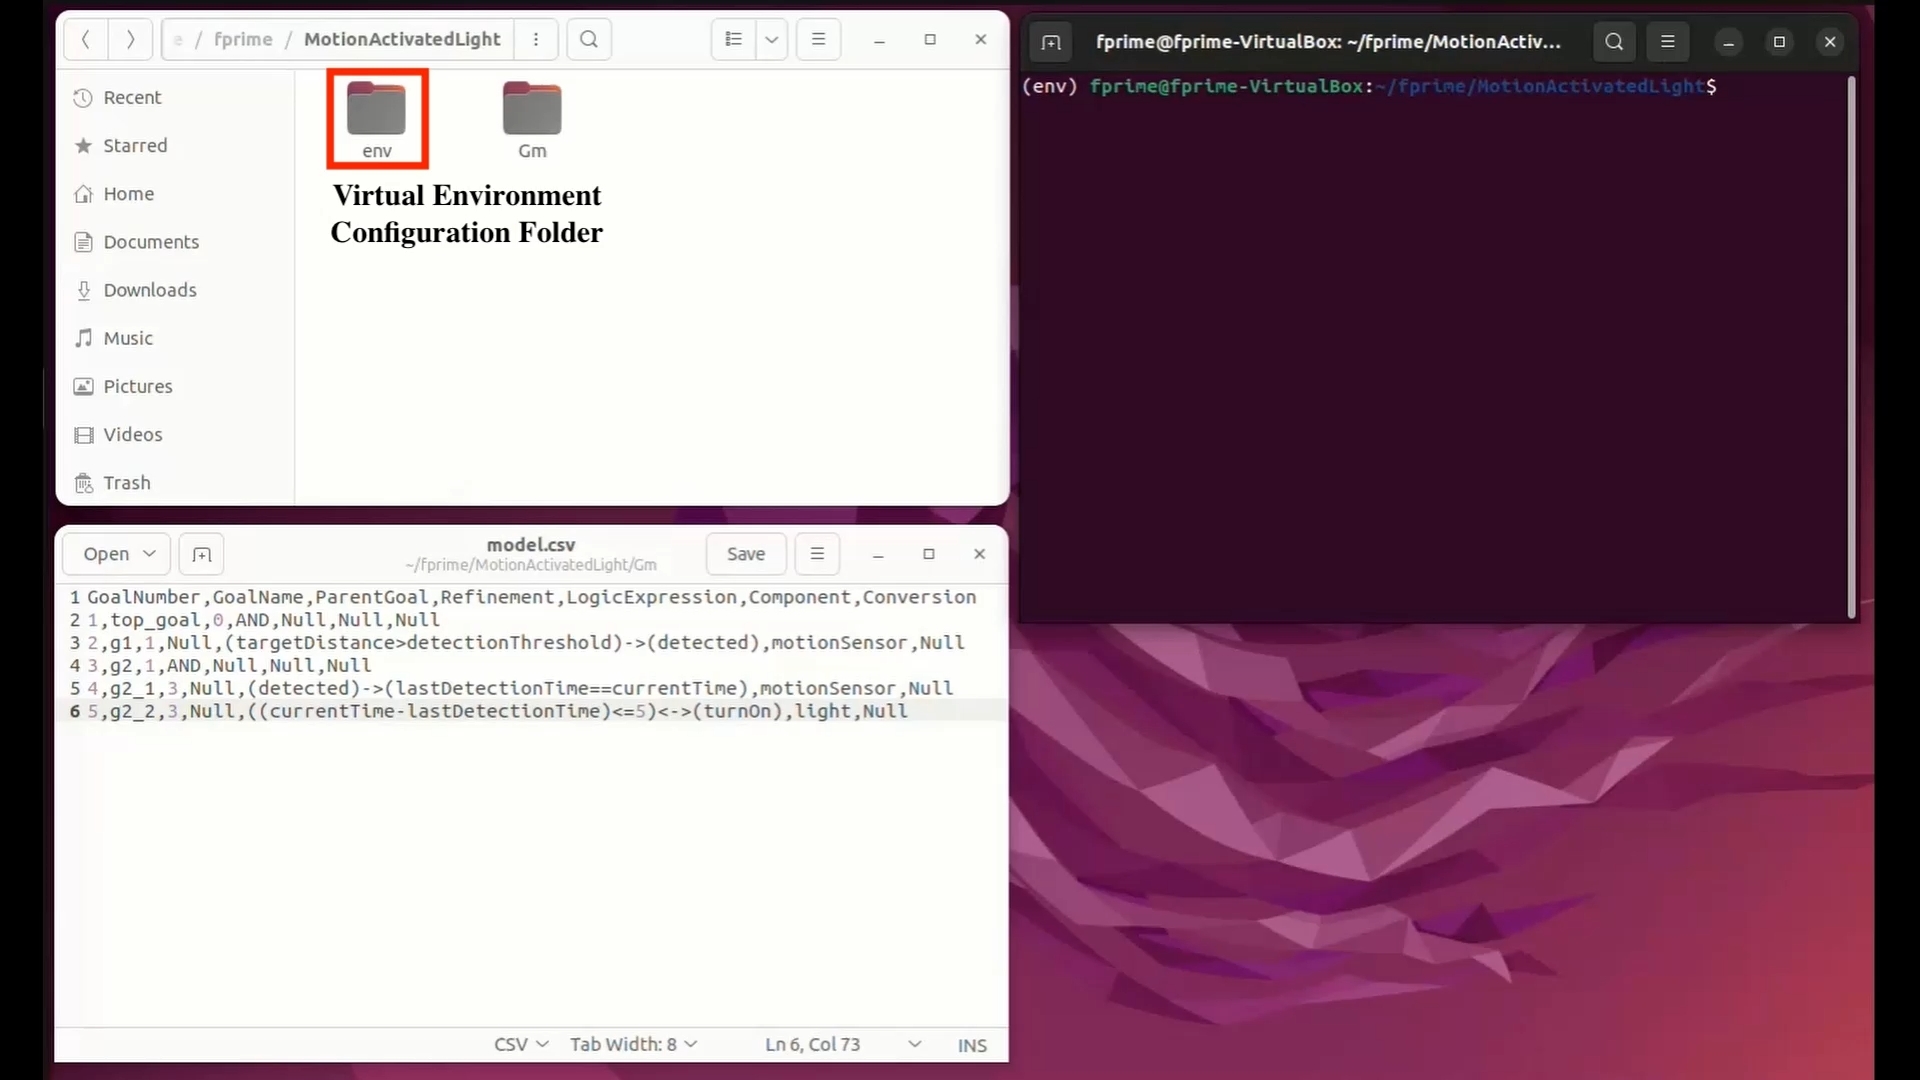 e / fprime / MotionActivatedLight
Recent
Starred
Home
Documents
Downloads
Music
Pictures
Videos
Trash
env
Gm
Virtual Environment
Configuration Folder
fprime@fprime-VirtualBox: ~/fprime/MotionActiv...
(env) fprime@fprime-VirtualBox:~/fprime/MotionActivatedLight$
Open
model.csv
~/fprime/MotionActivatedLight/Gm
Save
1 GoalNumber,GoalName,ParentGoal,Refinement,LogicExpression,Component,Conversion
2 1,top_goal,0,AND,Null,Null,Null
3 2,g1,1,Null,(targetDistance>detectionThreshold)->(detected),motionSensor,Null
4 3,g2,1,AND,Null,Null,Null
5 4,g2_1,3,Null,(detected)->(lastDetectionTime==currentTime),motionSensor,Null
6 5,g2_2,3,Null,((currentTime-lastDetectionTime)<=5)<->(turnOn),light,Null
CSV Tab Width: 8 Ln 6, Col 73 INS